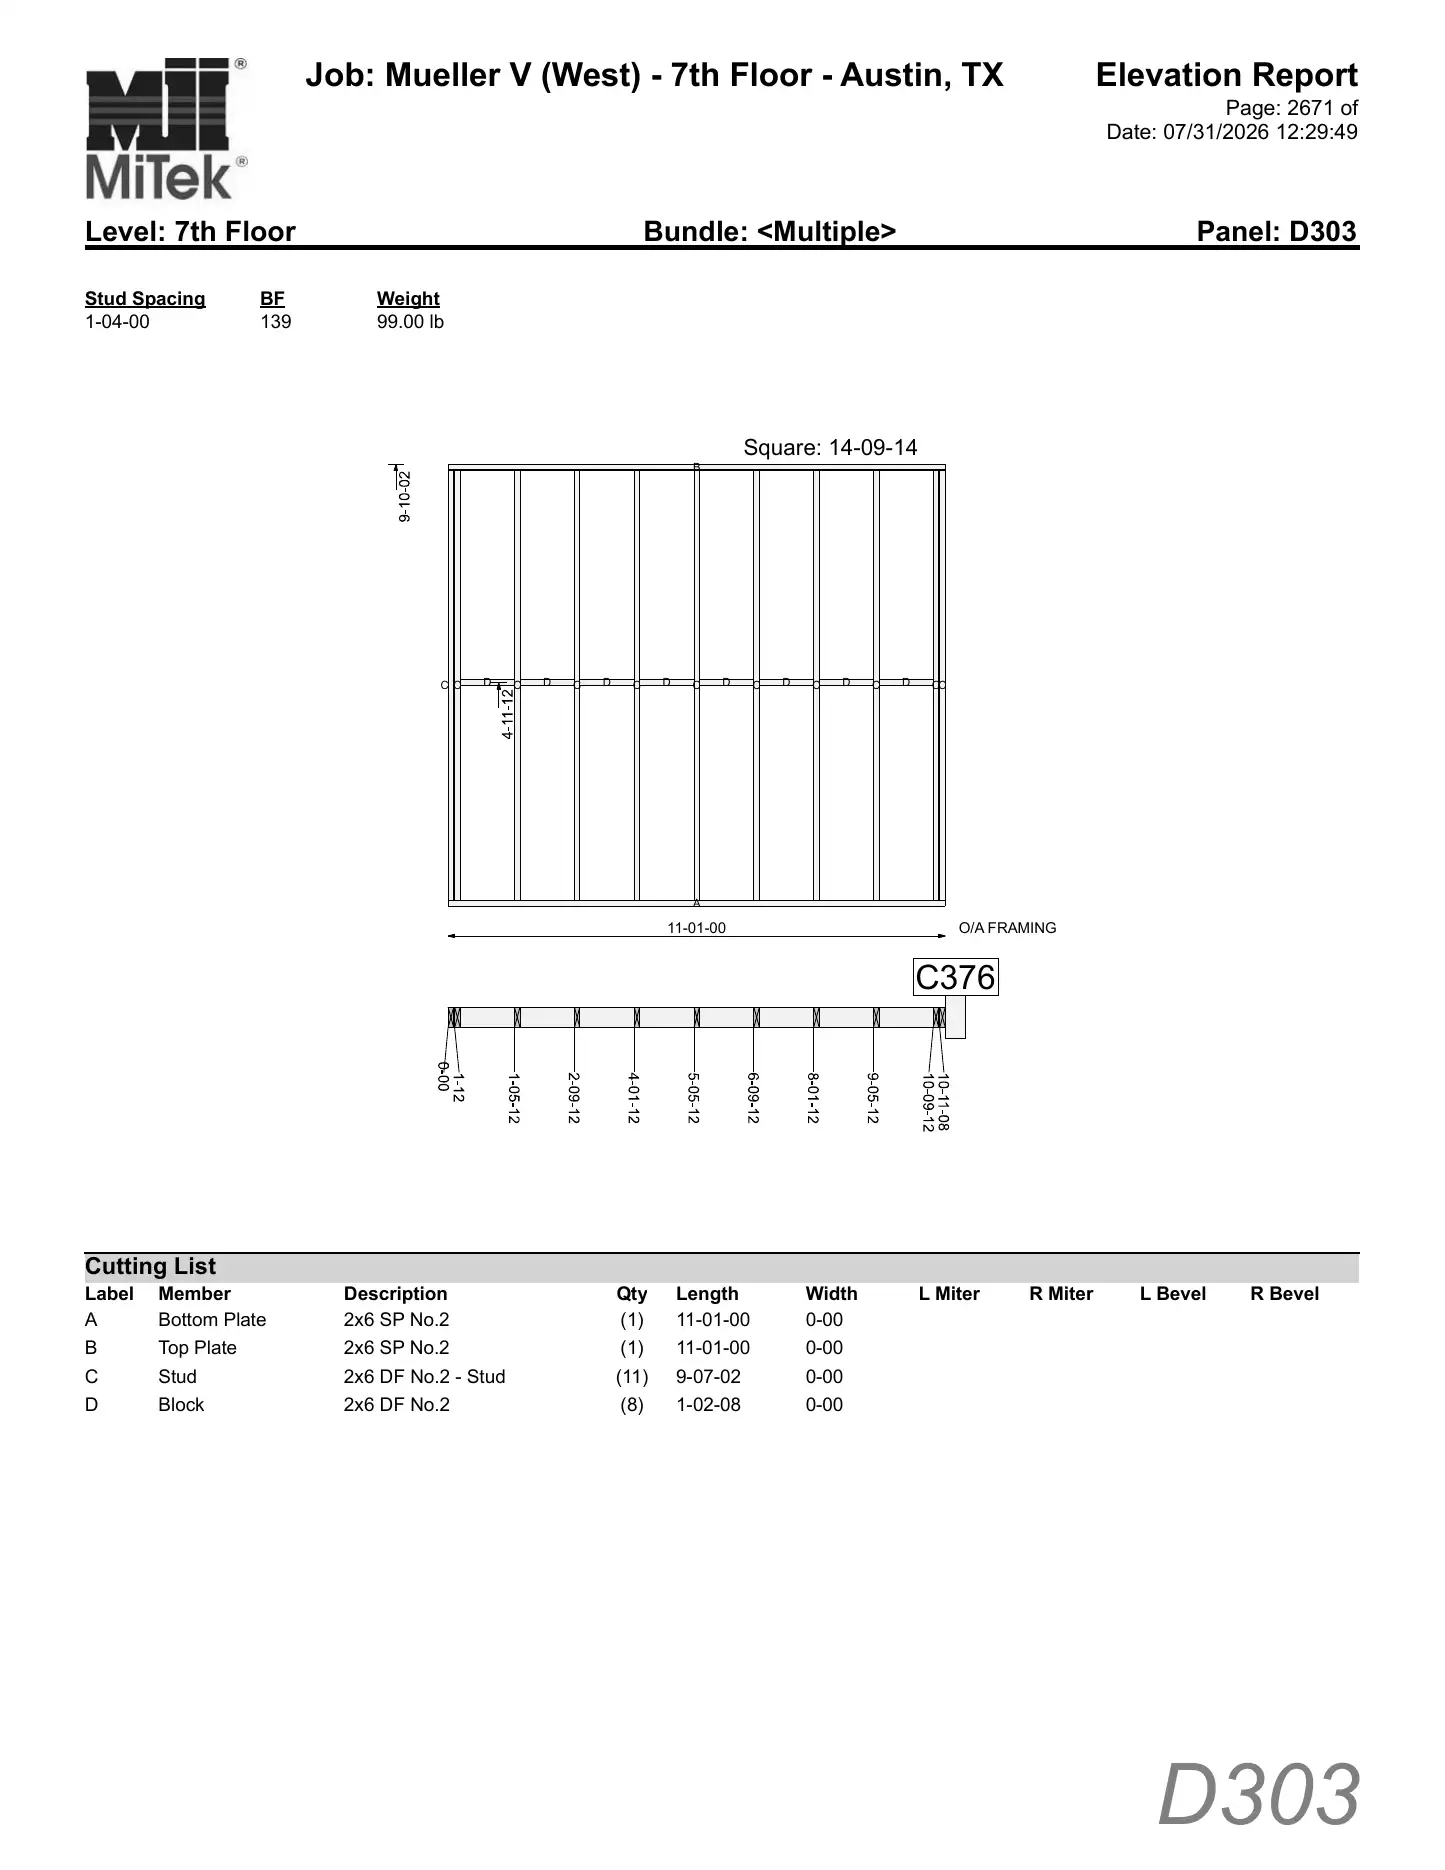 MiTek®
Job: Mueller V (West) - 7th Floor - Austin, TX
Elevation Report
Page: 2671 of
Date: 07/31/2026 12:29:49
Level: 7th Floor Bundle: <Multiple> Panel: D303
Stud Spacing BF Weight
1-04-00 139 99.00 lb
Square: 14-09-14
B
9-10-02
C C D C D C D C D C D C D C D C D C C
4-11-12
A
11-01-00 O/A FRAMING
C376
0-00
1-12
1-05-12
2-09-12
4-01-12
5-05-12
6-09-12
8-01-12
9-05-12
10-09-12
10-11-08
Cutting List
Label Member Description Qty Length Width L Miter R Miter L Bevel R Bevel
A Bottom Plate 2x6 SP No.2 (1) 11-01-00 0-00
B Top Plate 2x6 SP No.2 (1) 11-01-00 0-00
C Stud 2x6 DF No.2 - Stud (11) 9-07-02 0-00
D Block 2x6 DF No.2 (8) 1-02-08 0-00
D303